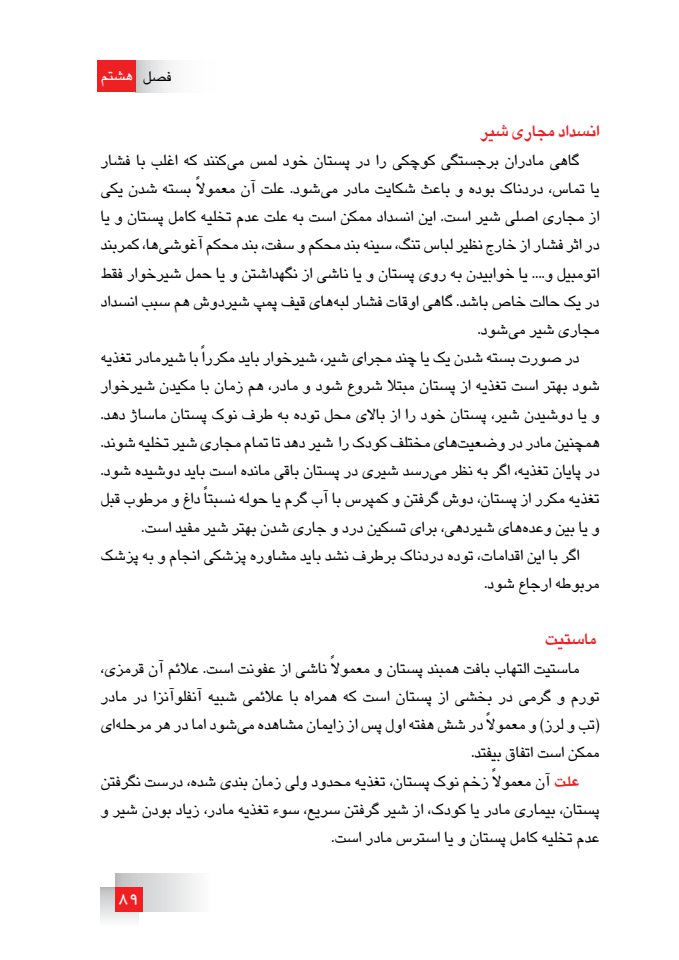 فصل هشتم
انسداد مجاری شیر
گاهی مادران برجستگی کوچکی را در پستان خود لمس می‌کنند که اغلب با فشار
یا تماس، دردناک بوده و باعث شکایت مادر می‌شود. علت آن معمولاً بسته شدن یکی
از مجاری اصلی شیر است. این انسداد ممکن است به علت عدم تخلیه کامل پستان و یا
در اثر فشار از خارج نظیر لباس تنگ، سینه بند محکم و سفت، بند محکم آغوشی‌ها، کمربند
اتومبیل و.... یا خوابیدن به روی پستان و یا ناشی از نگهداشتن و یا حمل شیرخوار فقط
در یک حالت خاص باشد. گاهی اوقات فشار لبه‌های قیف پمپ شیردوش هم سبب انسداد
مجاری شیر می‌شود.
در صورت بسته شدن یک یا چند مجرای شیر، شیرخوار باید مکرراً با شیرمادر تغذیه
شود بهتر است تغذیه از پستان مبتلا شروع شود و مادر، هم زمان با مکیدن شیرخوار
و یا دوشیدن شیر، پستان خود را از بالای محل توده به طرف نوک پستان ماساژ دهد.
همچنین مادر در وضعیت‌های مختلف کودک را شیر دهد تا تمام مجاری شیر تخلیه شوند.
در پایان تغذیه، اگر به نظر می‌رسد شیری در پستان باقی مانده است باید دوشیده شود.
تغذیه مکرر از پستان، دوش گرفتن و کمپرس با آب گرم یا حوله نسبتاً داغ و مرطوب قبل
و یا بین وعده‌های شیردهی، برای تسکین درد و جاری شدن بهتر شیر مفید است.
اگر با این اقدامات، توده دردناک برطرف نشد باید مشاوره پزشکی انجام و به پزشک
مربوطه ارجاع شود.
ماستیت
ماستیت التهاب بافت همبند پستان و معمولاً ناشی از عفونت است. علائم آن قرمزی،
تورم و گرمی در بخشی از پستان است که همراه با علائمی شبیه آنفلوآنزا در مادر
(تب و لرز) و معمولاً در شش هفته اول پس از زایمان مشاهده می‌شود اما در هر مرحله‌ای
ممکن است اتفاق بیفتد.
علت آن معمولاً زخم نوک پستان، تغذیه محدود ولی زمان بندی شده، درست نگرفتن
پستان، بیماری مادر یا کودک، از شیر گرفتن سریع، سوء تغذیه مادر، زیاد بودن شیر و
عدم تخلیه کامل پستان و یا استرس مادر است.
۸۹